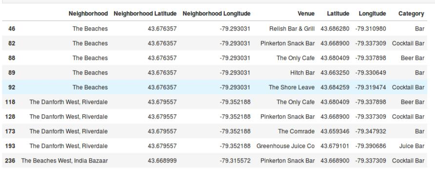 Neighborhood Neighborhood Latitude Neighborhood Longitude Venue Latitude Longitude Category
46 The Beaches 43.676357 -79.293031 Relish Bar & Grill 43.686280 -79.310980 Bar
82 The Beaches 43.676357 -79.293031 Pinkerton Snack Bar 43.668900 -79.337309 Cocktail Bar
88 The Beaches 43.676357 -79.293031 The Only Cafe 43.680409 -79.337898 Beer Bar
89 The Beaches 43.676357 -79.293031 Hitch Bar 43.663250 -79.330649 Bar
92 The Beaches 43.676357 -79.293031 The Shore Leave 43.684259 -79.319474 Cocktail Bar
118 The Danforth West, Riverdale 43.679557 -79.352188 The Only Cafe 43.680409 -79.337898 Beer Bar
128 The Danforth West, Riverdale 43.679557 -79.352188 Pinkerton Snack Bar 43.668900 -79.337309 Cocktail Bar
173 The Danforth West, Riverdale 43.679557 -79.352188 The Comrade 43.659346 -79.347932 Bar
193 The Danforth West, Riverdale 43.679557 -79.352188 Greenhouse Juice Co 43.679101 -79.390686 Juice Bar
236 The Beaches West, India Bazaar 43.668999 -79.315572 Pinkerton Snack Bar 43.668900 -79.337309 Cocktail Bar